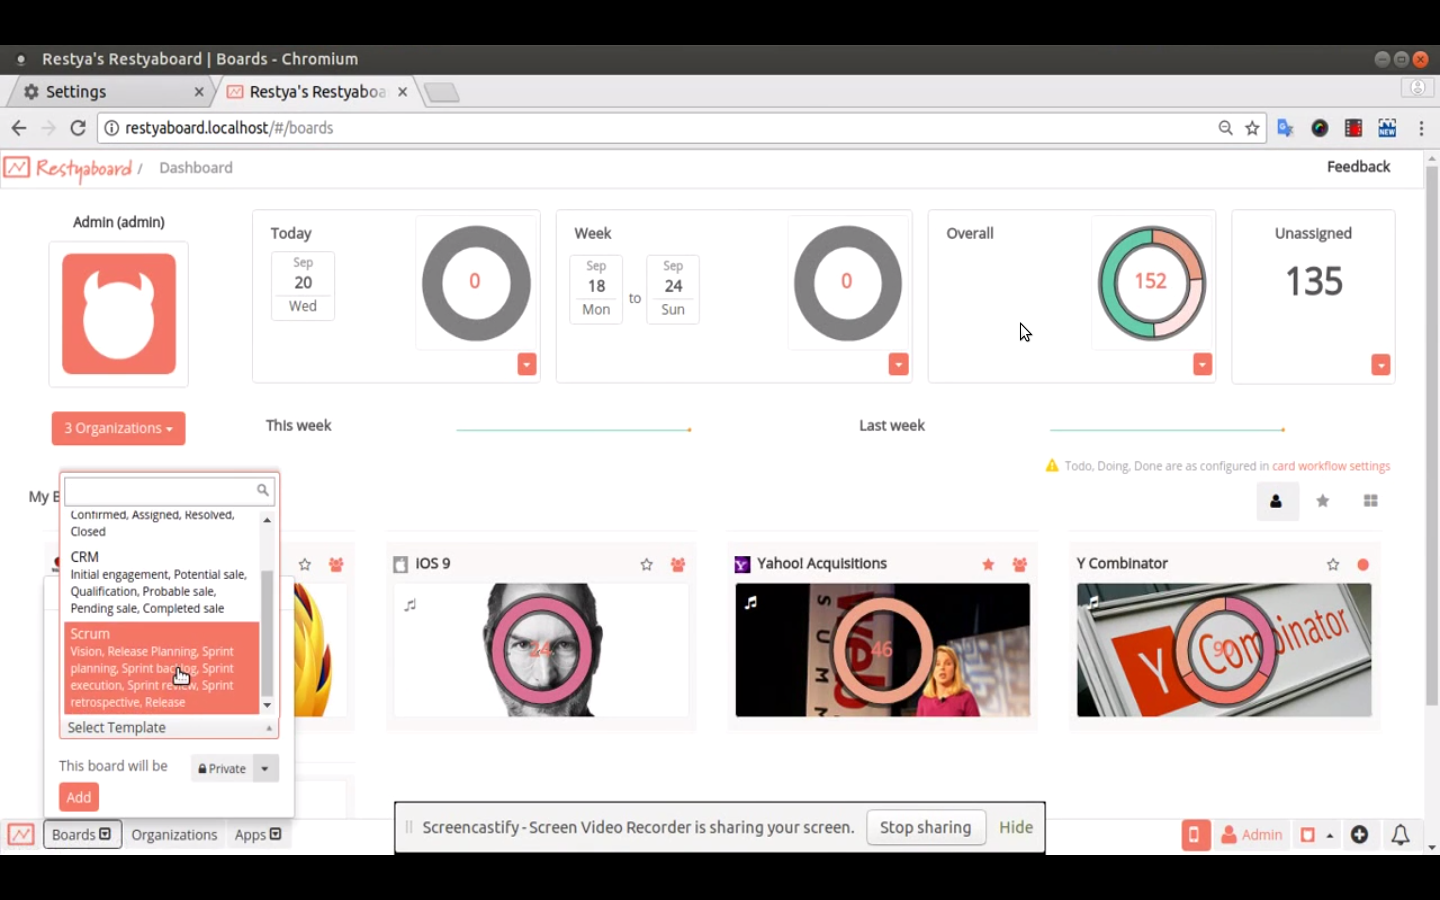 Restya's Restyaboard | Boards - Chromium
Settings
Restya's Restyaboa
restyaboard.localhost/#/boards
NEW
Restyaboard / Dashboard
Feedback
Admin (admin)
Today
Sep
20
Wed
0
Week
Sep
18
Mon
to
Sep
24
Sun
0
Overall
152
Unassigned
135
3 Organizations
This week
Last week
Todo, Doing, Done are as configured in card workflow settings
My B
Confirmed, Assigned, Resolved,
Closed
CRM
Initial engagement, Potential sale,
Qualification, Probable sale,
Pending sale, Completed sale
Scrum
Vision, Release Planning, Sprint
planning, Sprint backlog, Sprint
execution, Sprint review, Sprint
retrospective, Release
Select Template
This board will be
Private
Add
iOS 9
Yahoo! Acquisitions
46
Y Combinator
Y Combinator
Boards
Organizations
Apps
Screencastify - Screen Video Recorder is sharing your screen.
Stop sharing
Hide
Admin